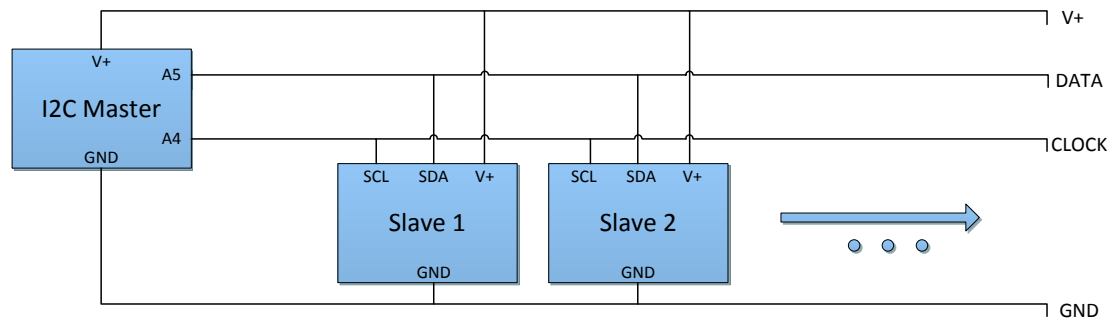 V+
V+
A5
DATA
I2C Master
A4
CLOCK
GND
SCL SDA V+
SCL SDA V+
Slave 1
Slave 2
GND
GND
GND